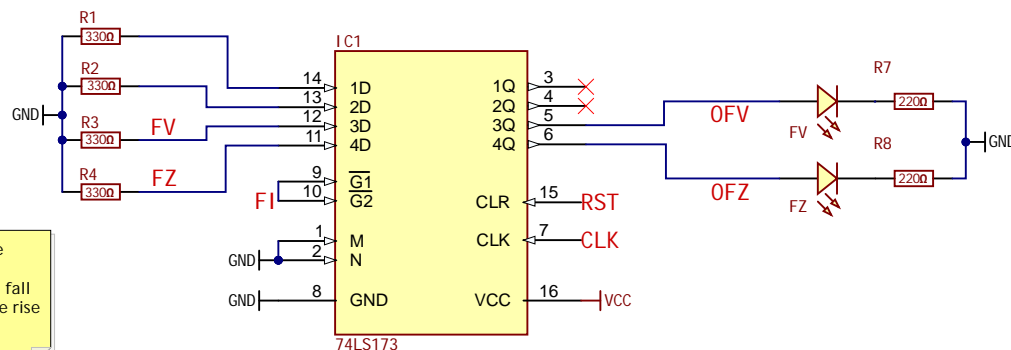 R1
330Ω
R2
330Ω
R3
330Ω
R4
330Ω
GND
FV
FZ
IC1
14 1D
13 2D
12 3D
11 4D
9 G1
10 G2
FI
1 M
2 N
GND
8 GND
GND
1Q 3
2Q 4
3Q 5
4Q 6
CLR 15 RST
CLK 7 CLK
VCC 16 VCC
74LS173
OFV
OFZ
FV
FZ
R7
220Ω
R8
220Ω
GND
e
fall
e rise